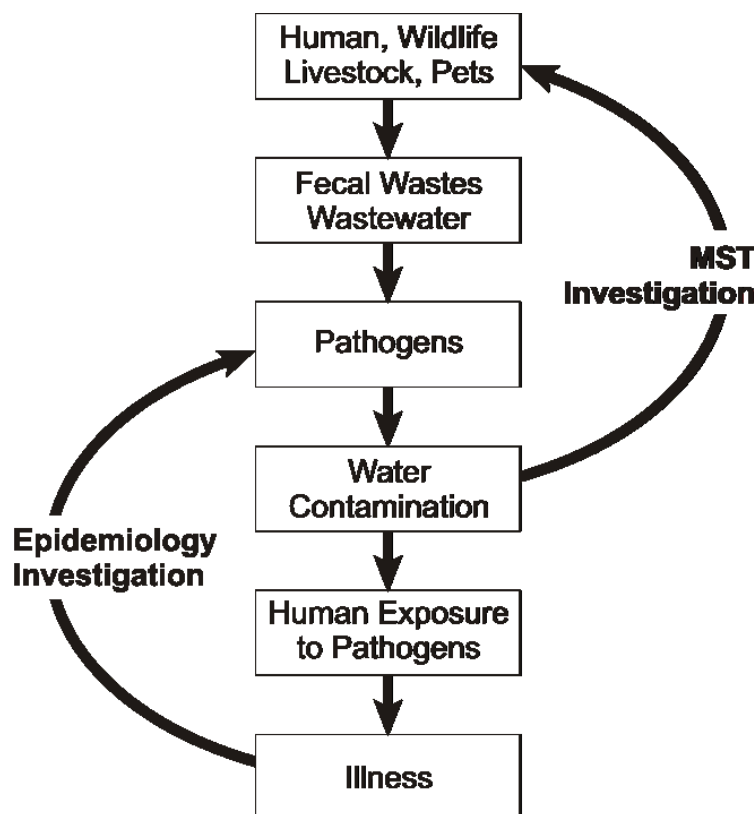 Human, Wildlife
Livestock, Pets
Fecal Wastes
Wastewater
MST
Investigation
Pathogens
Water
Contamination
Epidemiology
Investigation
Human Exposure
to Pathogens
Illness